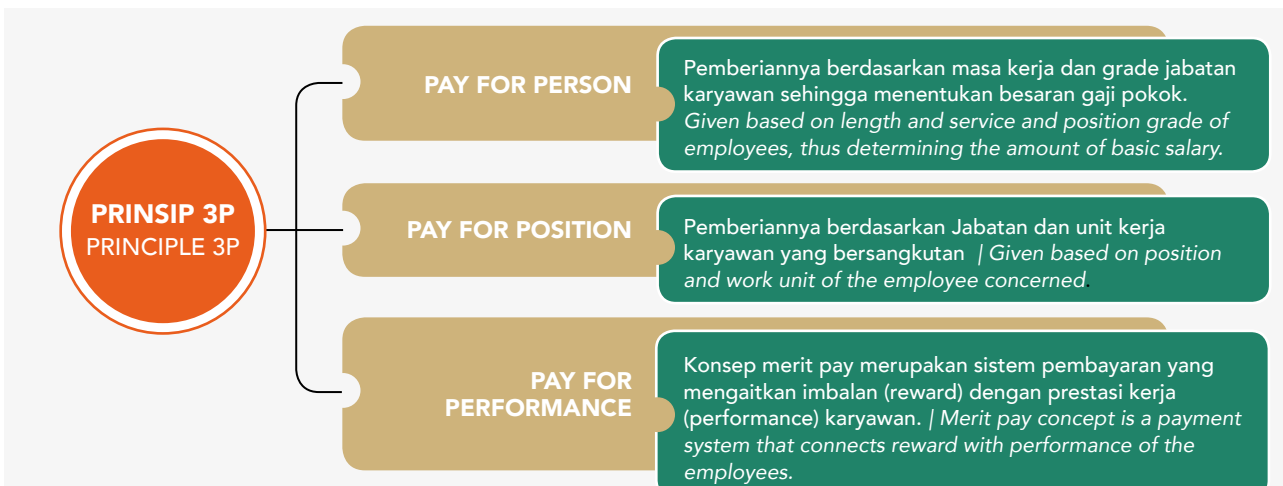 PRINSIP 3P
PRINCIPLE 3P
PAY FOR PERSON
Pemberiannya berdasarkan masa kerja dan grade jabatan
karyawan sehingga menentukan besaran gaji pokok.
Given based on length and service and position grade of
employees, thus determining the amount of basic salary.
PAY FOR POSITION
Pemberiannya berdasarkan Jabatan dan unit kerja
karyawan yang bersangkutan | Given based on position
and work unit of the employee concerned.
PAY FOR
PERFORMANCE
Konsep merit pay merupakan sistem pembayaran yang
mengaitkan imbalan (reward) dengan prestasi kerja
(performance) karyawan. | Merit pay concept is a payment
system that connects reward with performance of the
employees.